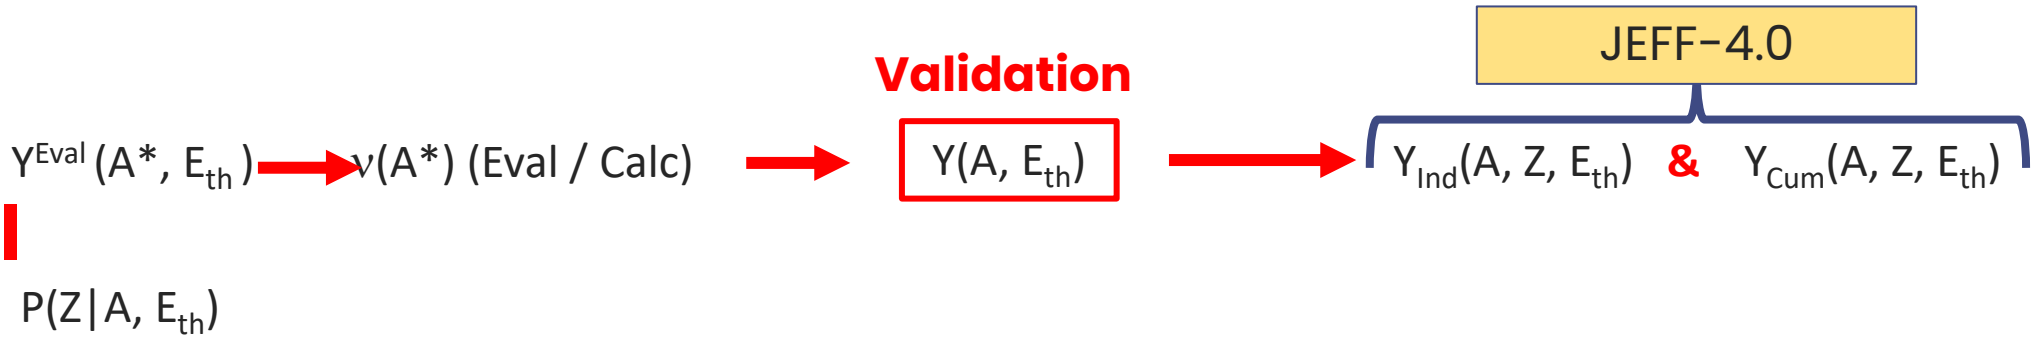 JEFF-4.0
Validation
Y^Eval (A*, E_th) ν(A*) (Eval / Calc) Y(A, E_th) Y_Ind(A, Z, E_th) & Y_Cum(A, Z, E_th)
P(Z|A, E_th)